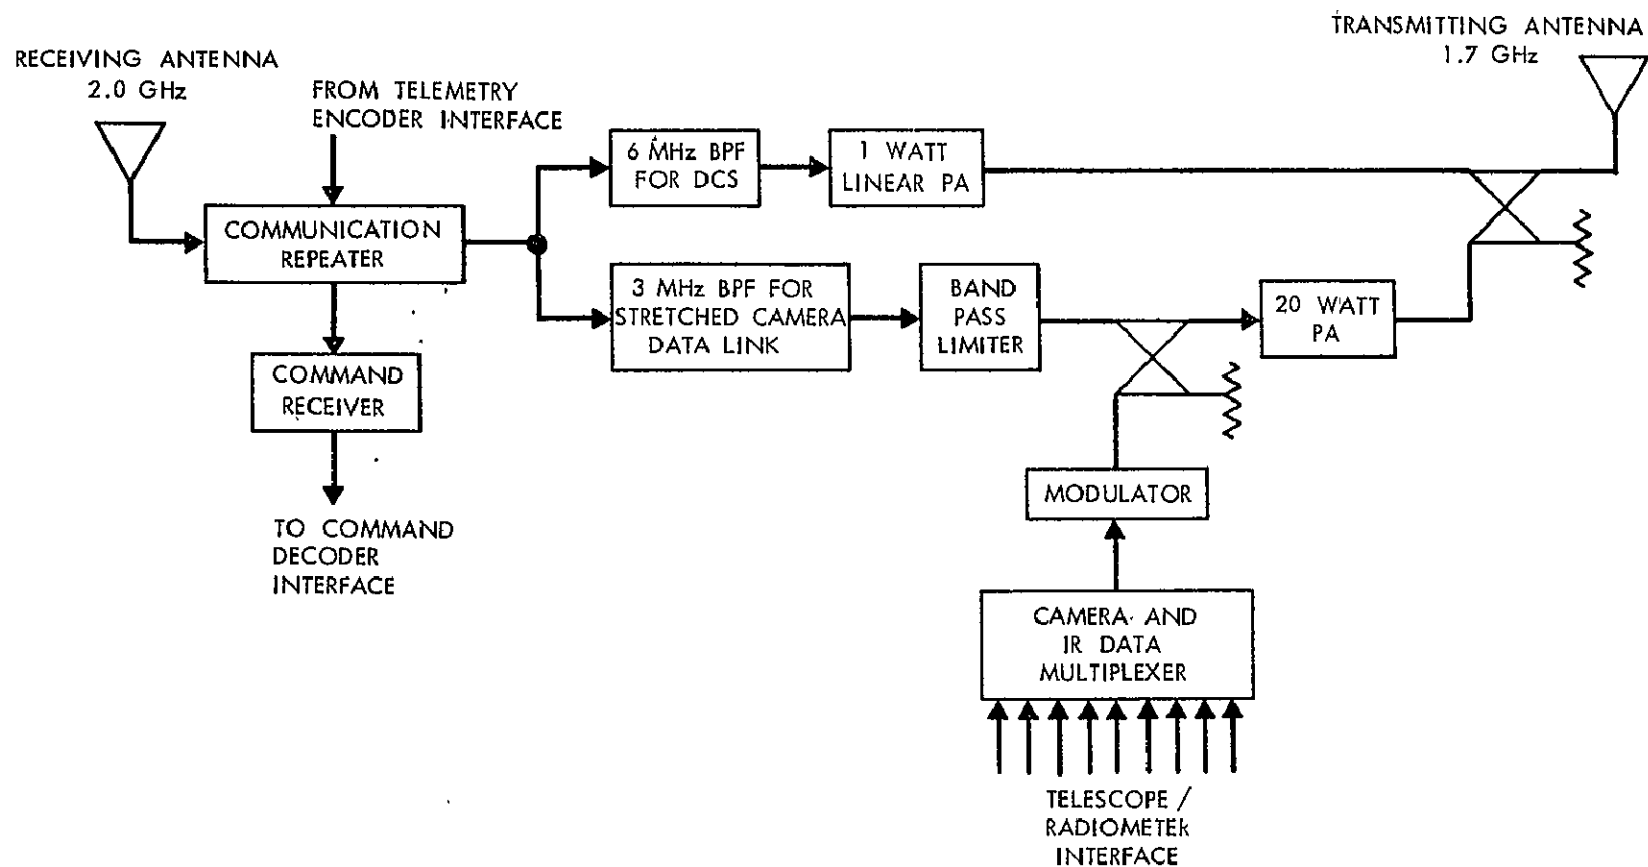 RECEIVING ANTENNA
2.0 GHz
FROM TELEMETRY
ENCODER INTERFACE
TRANSMITTING ANTENNA
1.7 GHz
6 MHz BPF
FOR DCS
1 WATT
LINEAR PA
COMMUNICATION
REPEATER
3 MHz BPF FOR
STRETCHED CAMERA
DATA LINK
BAND
PASS
LIMITER
20 WATT
PA
COMMAND
RECEIVER
TO COMMAND
DECODER
INTERFACE
MODULATOR
CAMERA AND
IR DATA
MULTIPLEXER
TELESCOPE /
RADIOMETER
INTERFACE